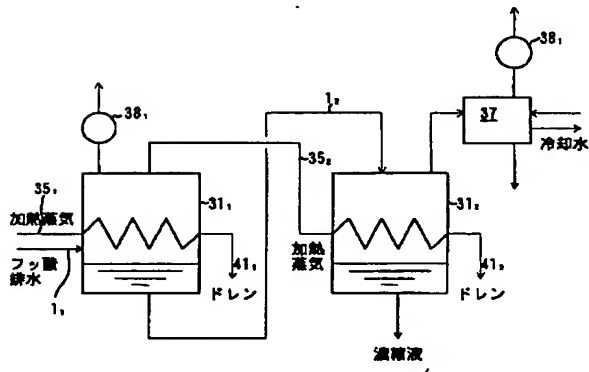 38₁
38₁
1₂
37
冷却水
35₁
加熱蒸気
35₂
31₁
31₂
フッ酸
排水
加熱
蒸気
41₁
41₂
1₁
ドレン
ドレン
濃縮液